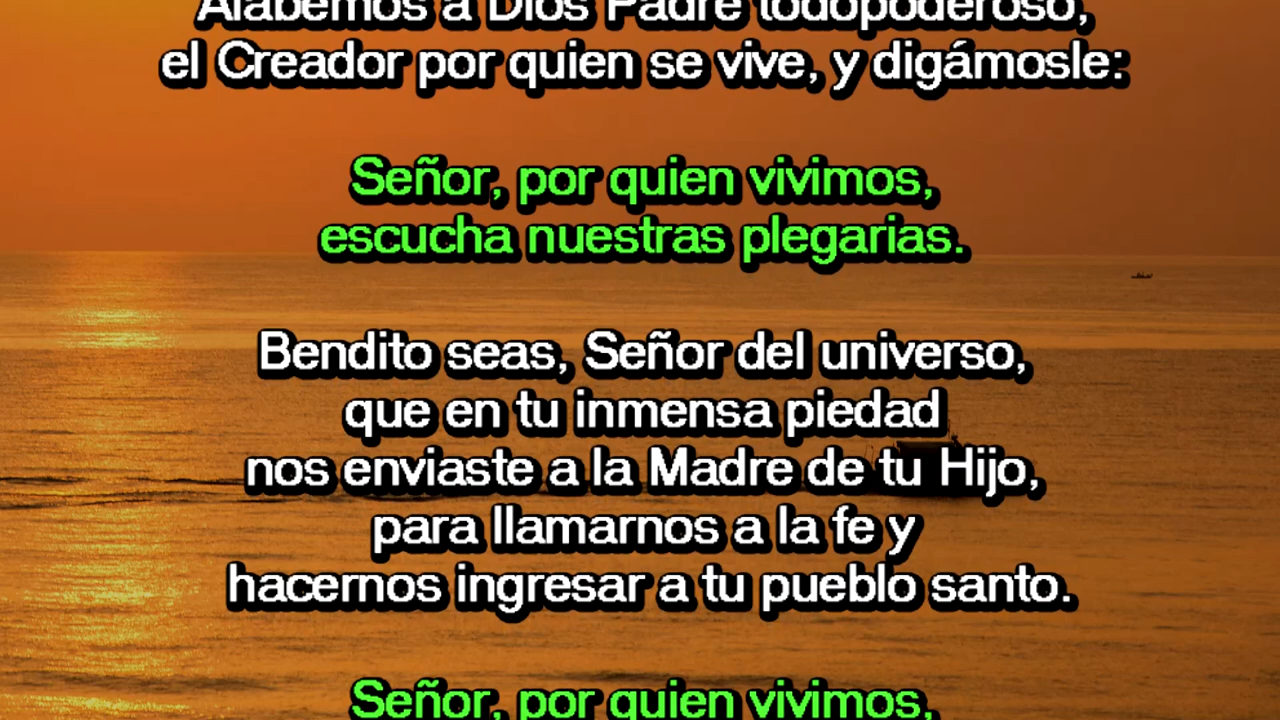 Alabemos a Dios Padre todopoderoso,
el Creador por quien se vive, y digámosle:
Señor, por quien vivimos,
escucha nuestras plegarias.
Bendito seas, Señor del universo,
que en tu inmensa piedad
nos enviaste a la Madre de tu Hijo,
para llamarnos a la fe y
hacernos ingresar a tu pueblo santo.
Señor, por quien vivimos,